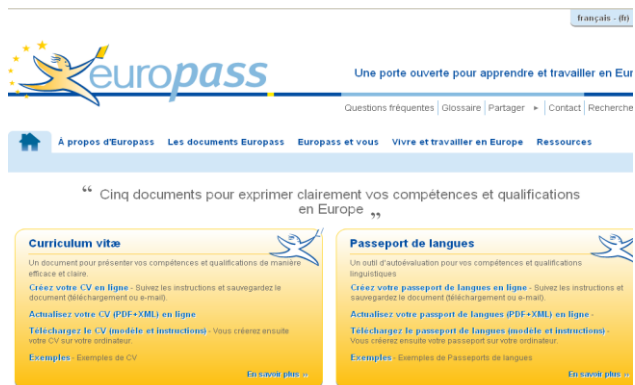 français - (fr)
europass
Une porte ouverte pour apprendre et travailler en Eur
Questions fréquentes | Glossaire | Partager ► | Contact | Recherche
À propos d'Europass Les documents Europass Europass et vous Vivre et travailler en Europe Ressources
“ Cinq documents pour exprimer clairement vos compétences et qualifications
en Europe „
Curriculum vitæ
Un document pour présenter vos compétences et qualifications de manière
efficace et claire.
Créez votre CV en ligne - Suivez les instructions et sauvegardez le
document (téléchargement ou e-mail).
Actualisez votre CV (PDF+XML) en ligne
Téléchargez le CV (modèle et instructions) - Vous créerez ensuite
votre CV sur votre ordinateur.
Exemples - Exemples de CV
En savoir plus »
Passeport de langues
Un outil d'autoévaluation pour vos compétences et qualifications
linguistiques
Créez votre passeport de langues en ligne - Suivez les instructions et
sauvegardez le document (téléchargement ou e-mail).
Actualisez votre passport de langues (PDF+XML) en ligne -
Téléchargez le passeport de langues (modèle et instructions) -
Vous créerez ensuite votre passeport sur votre ordinateur.
Exemples - Exemples de Passeports de langues
En savoir plus »